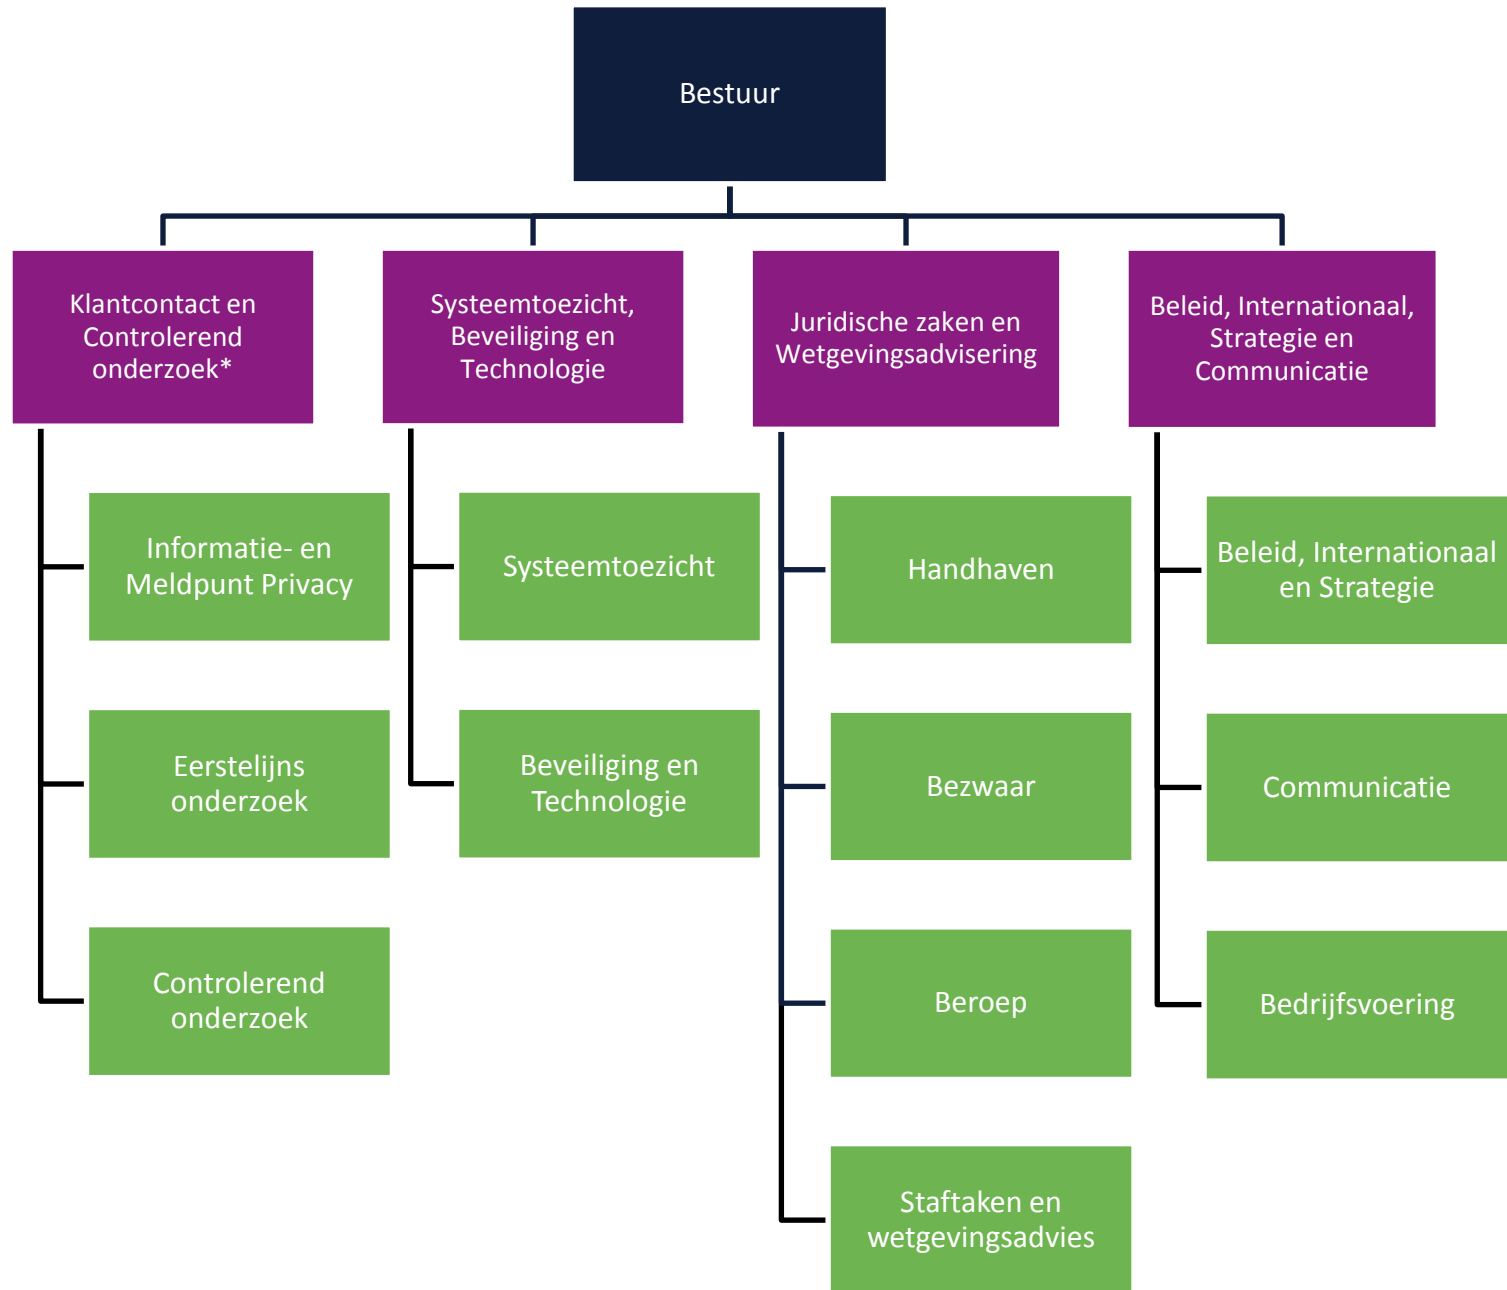 Bestuur
Klantcontact en
Controlerend
onderzoek*
Systeemtoezicht,
Beveiliging en
Technologie
Juridische zaken en
Wetgevingsadvisering
Beleid, Internationaal,
Strategie en
Communicatie
Informatie- en
Meldpunt Privacy
Eerstelijns
onderzoek
Controlerend
onderzoek
Systeemtoezicht
Beveiliging en
Technologie
Handhaven
Bezwaar
Beroep
Staftaken en
wetgevingsadvies
Beleid, Internationaal
en Strategie
Communicatie
Bedrijfsvoering